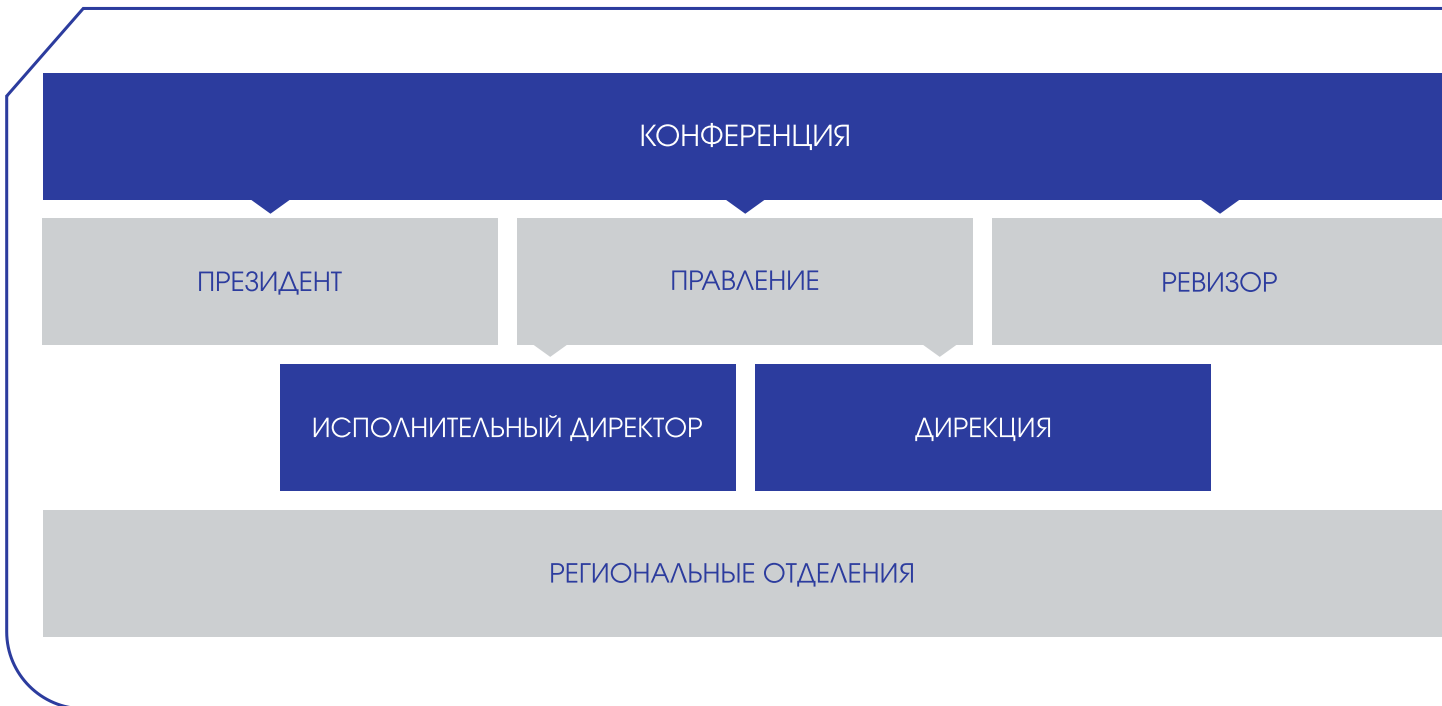 КОНФЕРЕНЦИЯ
ПРЕЗИДЕНТ
ПРАВЛЕНИЕ
РЕВИЗОР
ИСПОЛНИТЕЛЬНЫЙ ДИРЕКТОР
ДИРЕКЦИЯ
РЕГИОНАЛЬНЫЕ ОТДЕЛЕНИЯ